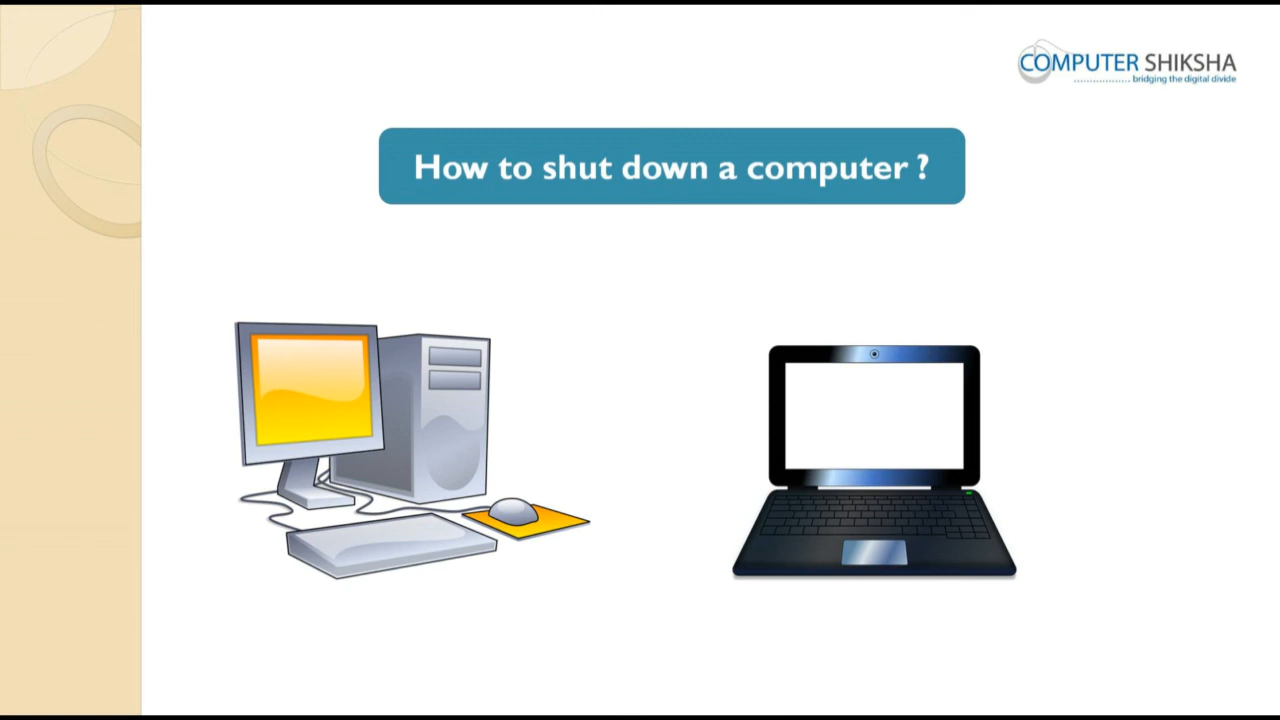 COMPUTER SHIKSHA
bridging the digital divide
How to shut down a computer ?